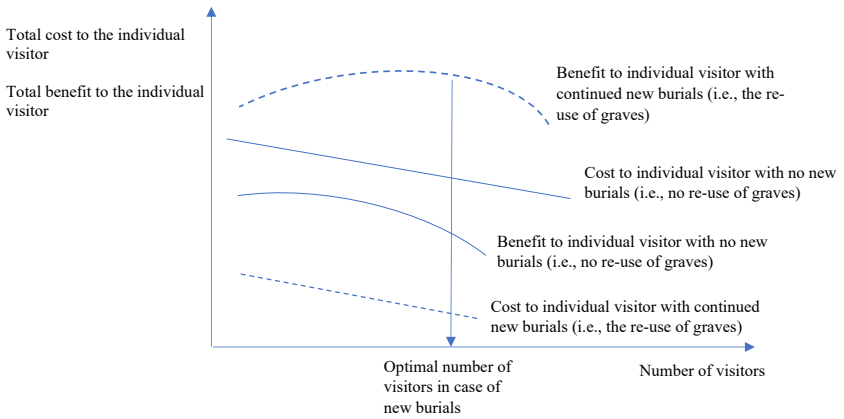 Total cost to the individual
visitor
Total benefit to the individual
visitor
Benefit to individual visitor with
continued new burials (i.e., the re-
use of graves)
Cost to individual visitor with no new
burials (i.e., no re-use of graves)
Benefit to individual visitor with no new
burials (i.e., no re-use of graves)
Cost to individual visitor with continued
new burials (i.e., the re-use of graves)
Optimal number of
visitors in case of
new burials
Number of visitors